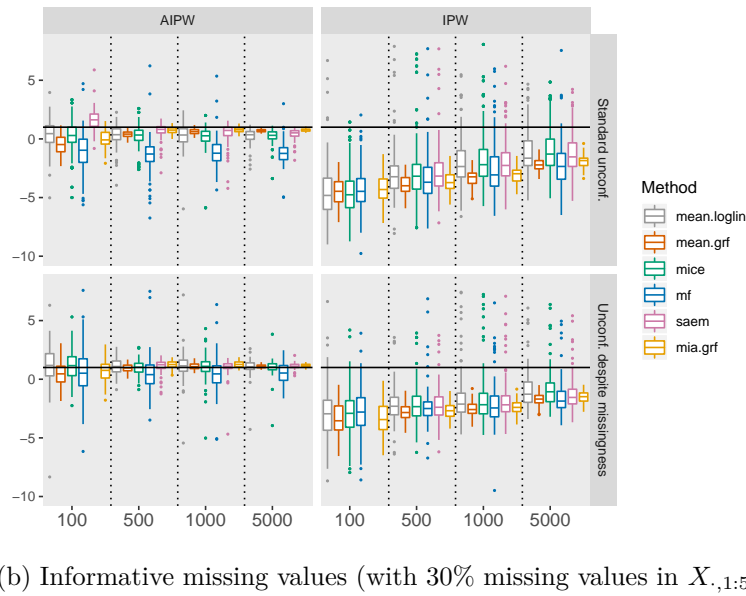 AIPW IPW
5
0
−5
−10
Standard unconf.
5
0
−5
−10
Unconf. despite missingness
100 500 1000 5000 100 500 1000 5000
Method
mean.loglin
mean.grf
mice
mf
saem
mia.grf
(b) Informative missing values (with 30% missing values in X.,1:5